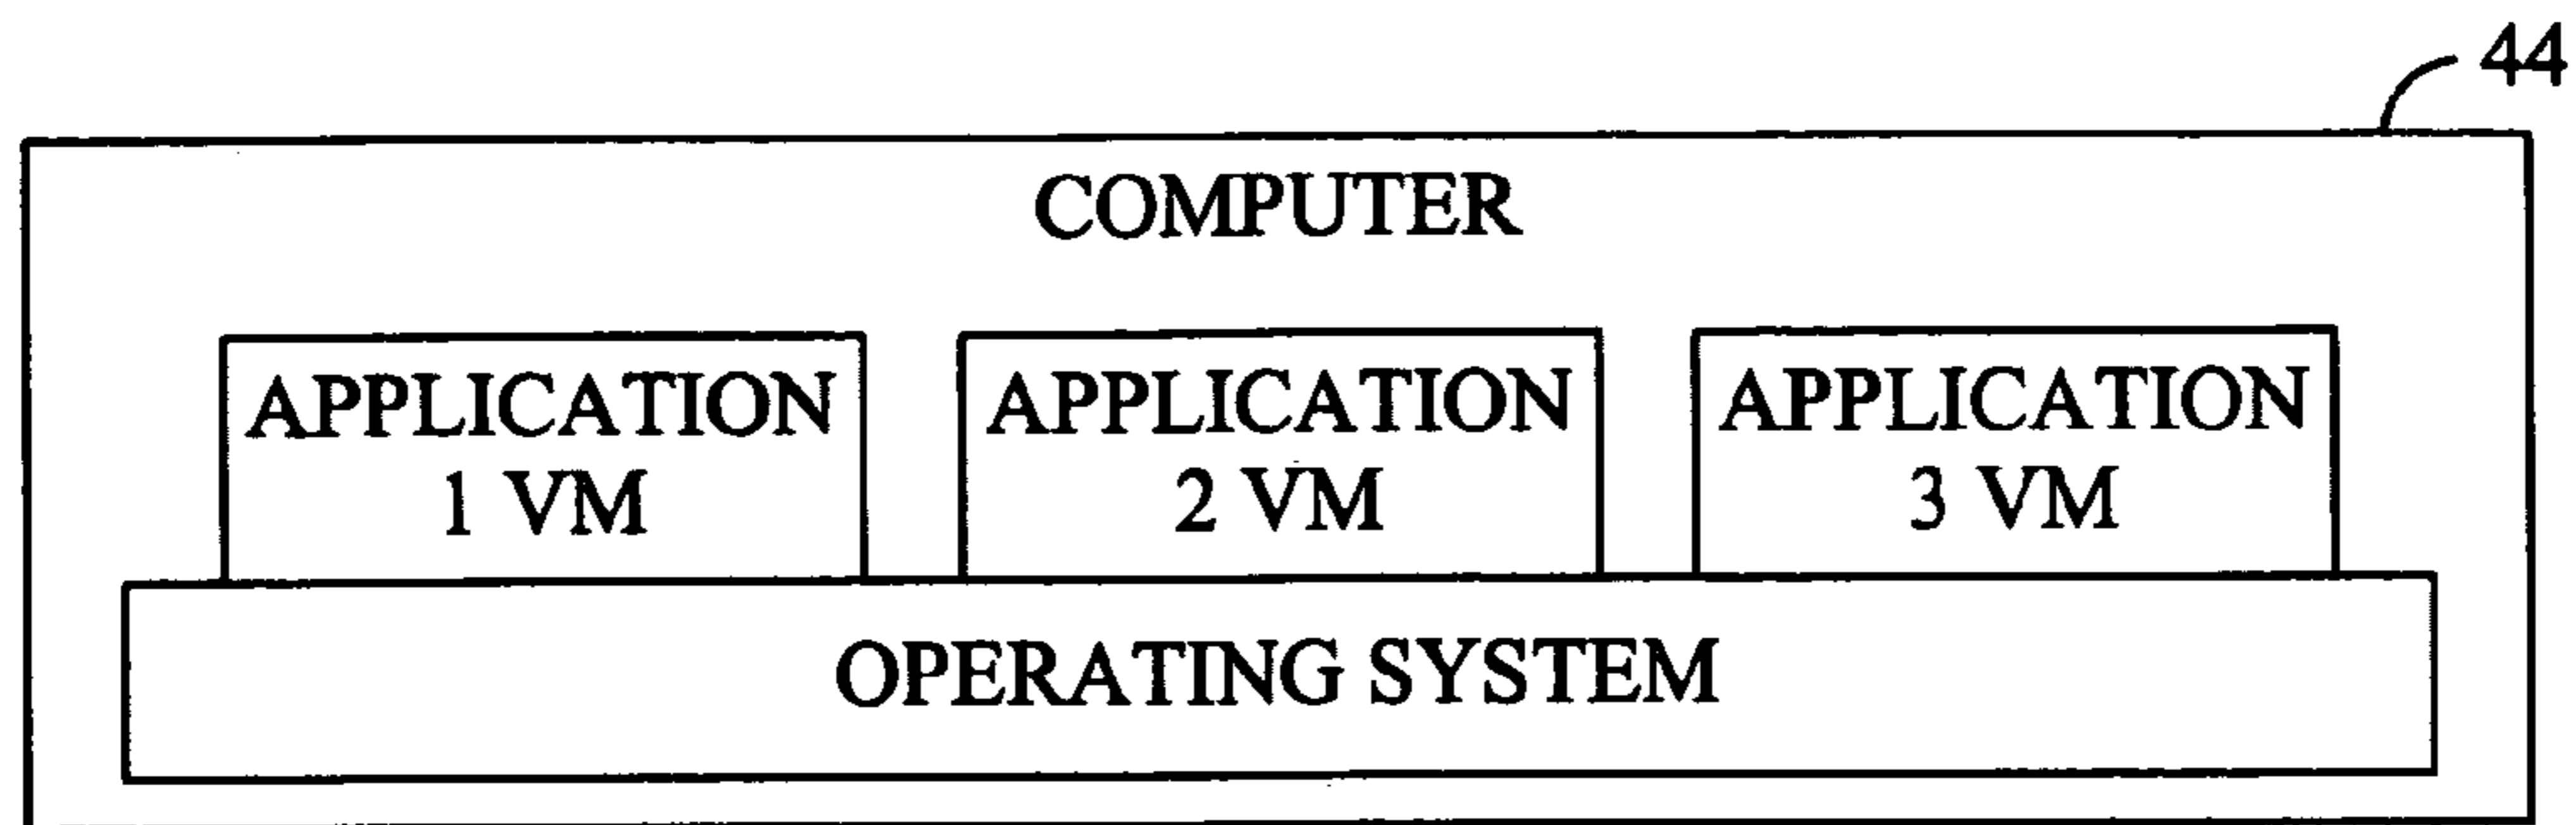 44
COMPUTER
APPLICATION
1 VM
APPLICATION
2 VM
APPLICATION
3 VM
OPERATING SYSTEM